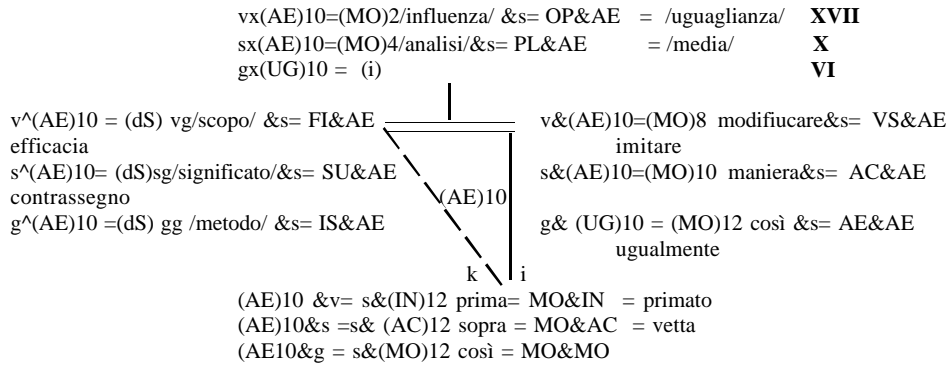 vx(AE)10=(MO)2/influenza/ &s= OP&AE = /uguaglianza/ XVII
sx(AE)10=(MO)4/analisi/&s= PL&AE = /media/ X
gx(UG)10 = (i) VI
v^(AE)10 = (dS) vg/scopo/ &s= FI&AE
efficacia
s^(AE)10= (dS)sg/significato/&s= SU&AE
contrassegno
g^(AE)10 =(dS) gg /metodo/ &s= IS&AE
v&(AE)10=(MO)8 modifiucare&s= VS&AE
imitare
s&(AE)10=(MO)10 maniera&s= AC&AE
g& (UG)10 = (MO)12 così &s= AE&AE
ugualmente
(AE)10
k i
(AE)10 &v= s&(IN)12 prima= MO&IN = primato
(AE)10&s =s& (AC)12 sopra = MO&AC = vetta
(AE10&g = s&(MO)12 così = MO&MO